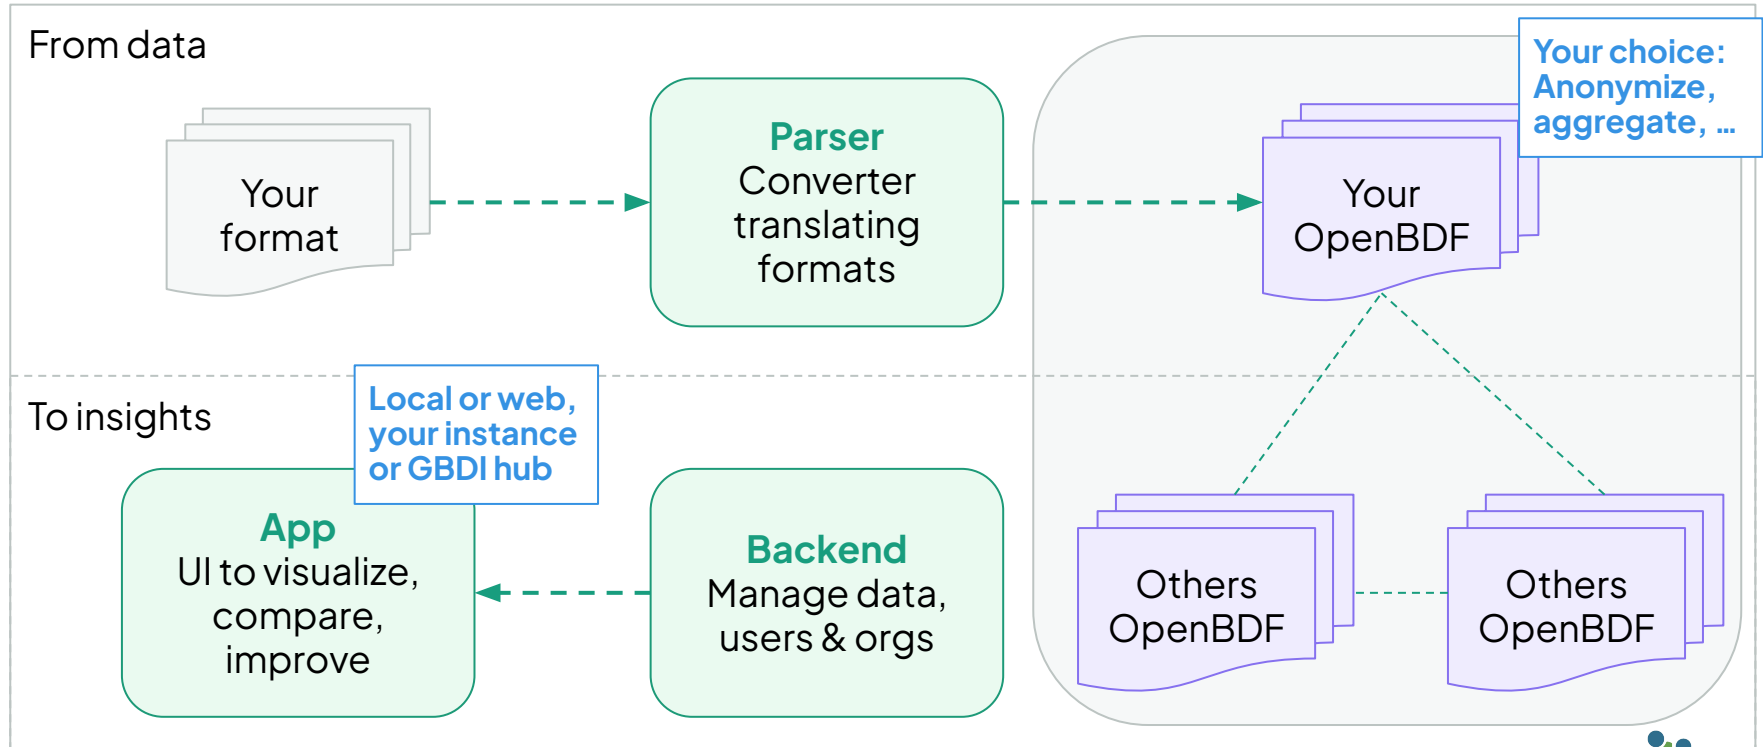 From data
Your
format
Parser
Converter
translating
formats
Your choice:
Anonymize,
aggregate, ...
Your
OpenBDF
To insights
Local or web,
your instance
or GBDI hub
App
UI to visualize,
compare,
improve
Backend
Manage data,
users & orgs
Others
OpenBDF
Others
OpenBDF